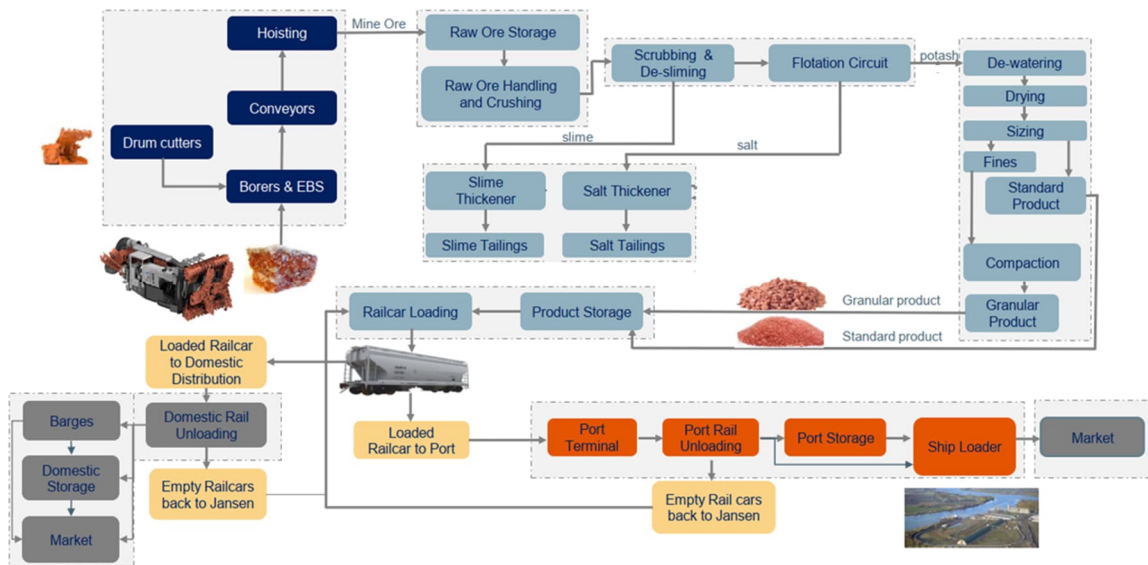 Hoisting
Mine Ore
Conveyors
Drum cutters
Borers & EBS
Raw Ore Storage
Raw Ore Handling
and Crushing
Scrubbing &
De-sliming
Flotation Circuit
potash
slime
salt
Slime
Thickener
Salt Thickener
Slime Tailings
Salt Tailings
De-watering
Drying
Sizing
Fines
Standard
Product
Compaction
Granular
Product
Granular product
Standard product
Product Storage
Railcar Loading
Loaded Railcar
to Domestic
Distribution
Domestic Rail
Unloading
Barges
Domestic
Storage
Market
Empty Railcars
back to Jansen
Loaded
Railcar to Port
Port
Terminal
Port Rail
Unloading
Port Storage
Ship Loader
Market
Empty Rail cars
back to Jansen